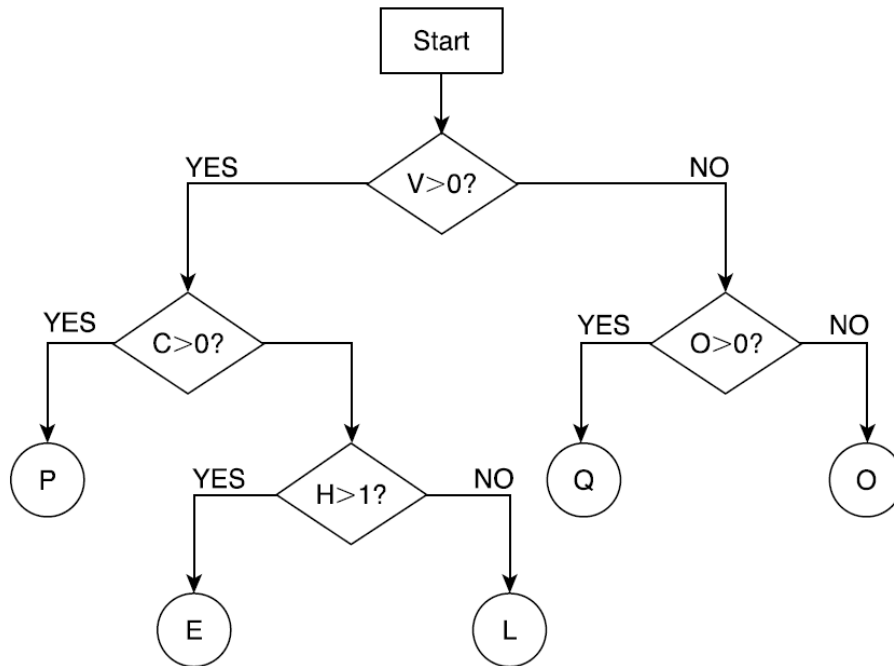 Start
V>0?
YES
NO
C>0?
YES
O>0?
YES
NO
P
H>1?
YES
NO
Q
O
E
L